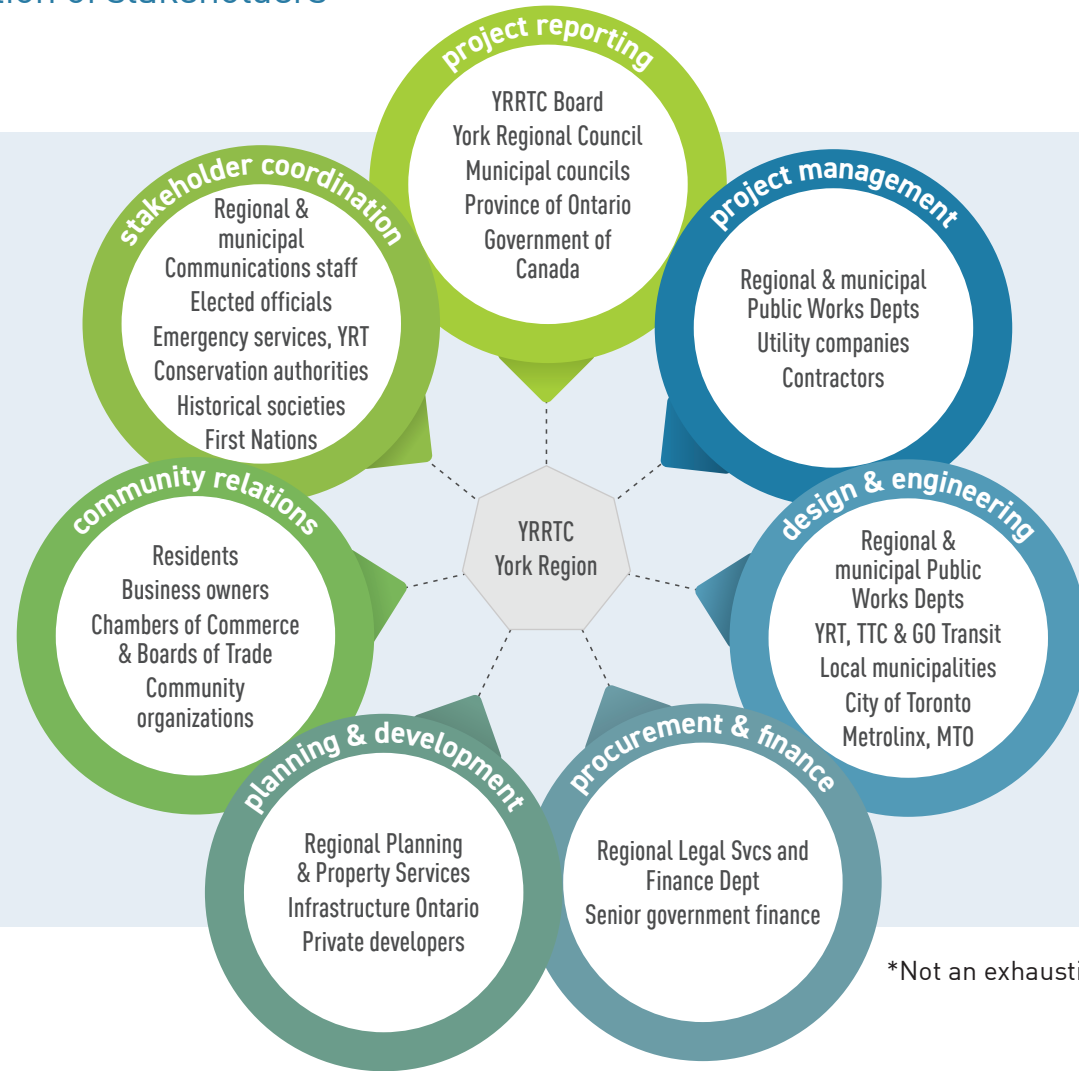 of Stakeholders
project reporting
YRRTC Board
York Regional Council
Municipal councils
Province of Ontario
Government of
Canada
project management
Regional & municipal
Public Works Depts
Utility companies
Contractors
design & engineering
Regional &
municipal Public
Works Depts
YRT, TTC & GO Transit
Local municipalities
City of Toronto
Metrolinx, MTO
procurement & finance
Regional Legal Svcs and
Finance Dept
Senior government finance
planning & development
Regional Planning
& Property Services
Infrastructure Ontario
Private developers
community relations
Residents
Business owners
Chambers of Commerce
& Boards of Trade
Community
organizations
stakeholder coordination
Regional &
municipal
Communications staff
Elected officials
Emergency services, YRT
Conservation authorities
Historical societies
First Nations
YRRTC
York Region
*Not an